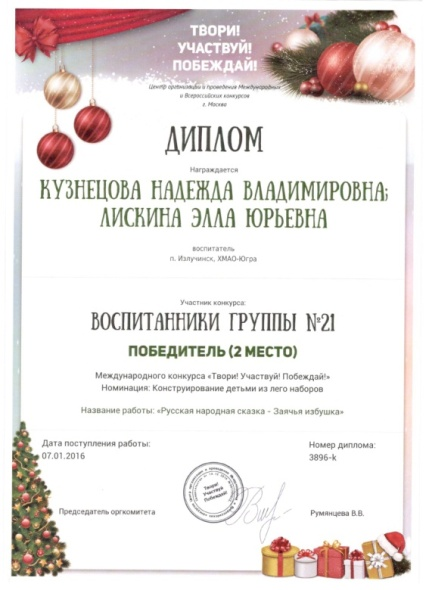 ТВОРИ!
УЧАСТВУЙ!
ПОБЕЖДАЙ!
Центр организации и проведения Международных
и Всероссийских конкурсов
г. Москва
ДИПЛОМ
Награждается
КУЗНЕЦОВА НАДЕЖДА ВЛАДИМИРОВНА;
ЛИСКИНА ЭЛЛА ЮРЬЕВНА
воспитатель
п. Излучинск, ХМАО-Югра
Участник конкурса:
ВОСПИТАННИКИ ГРУППЫ №21
ПОБЕДИТЕЛЬ (2 МЕСТО)
Международного конкурса «Твори! Участвуй! Побеждай!»
Номинация: Конструирование детьми из лего наборов
Название работы: «Русская народная сказка - Заячья избушка»
Дата поступления работы:
07.01.2016
Номер диплома:
3896-k
Твори!
Участвуй!
Побеждай!
Председатель оргкомитета
Румянцева В.В.